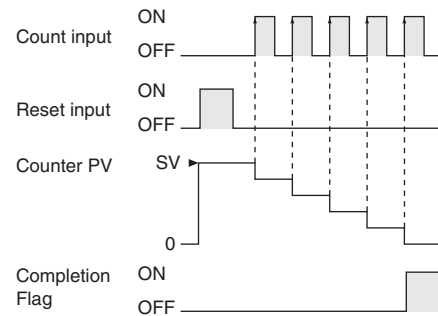 ON
Count input
OFF
ON
Reset input
OFF
Counter PV SV
0
Completion ON
Flag
OFF